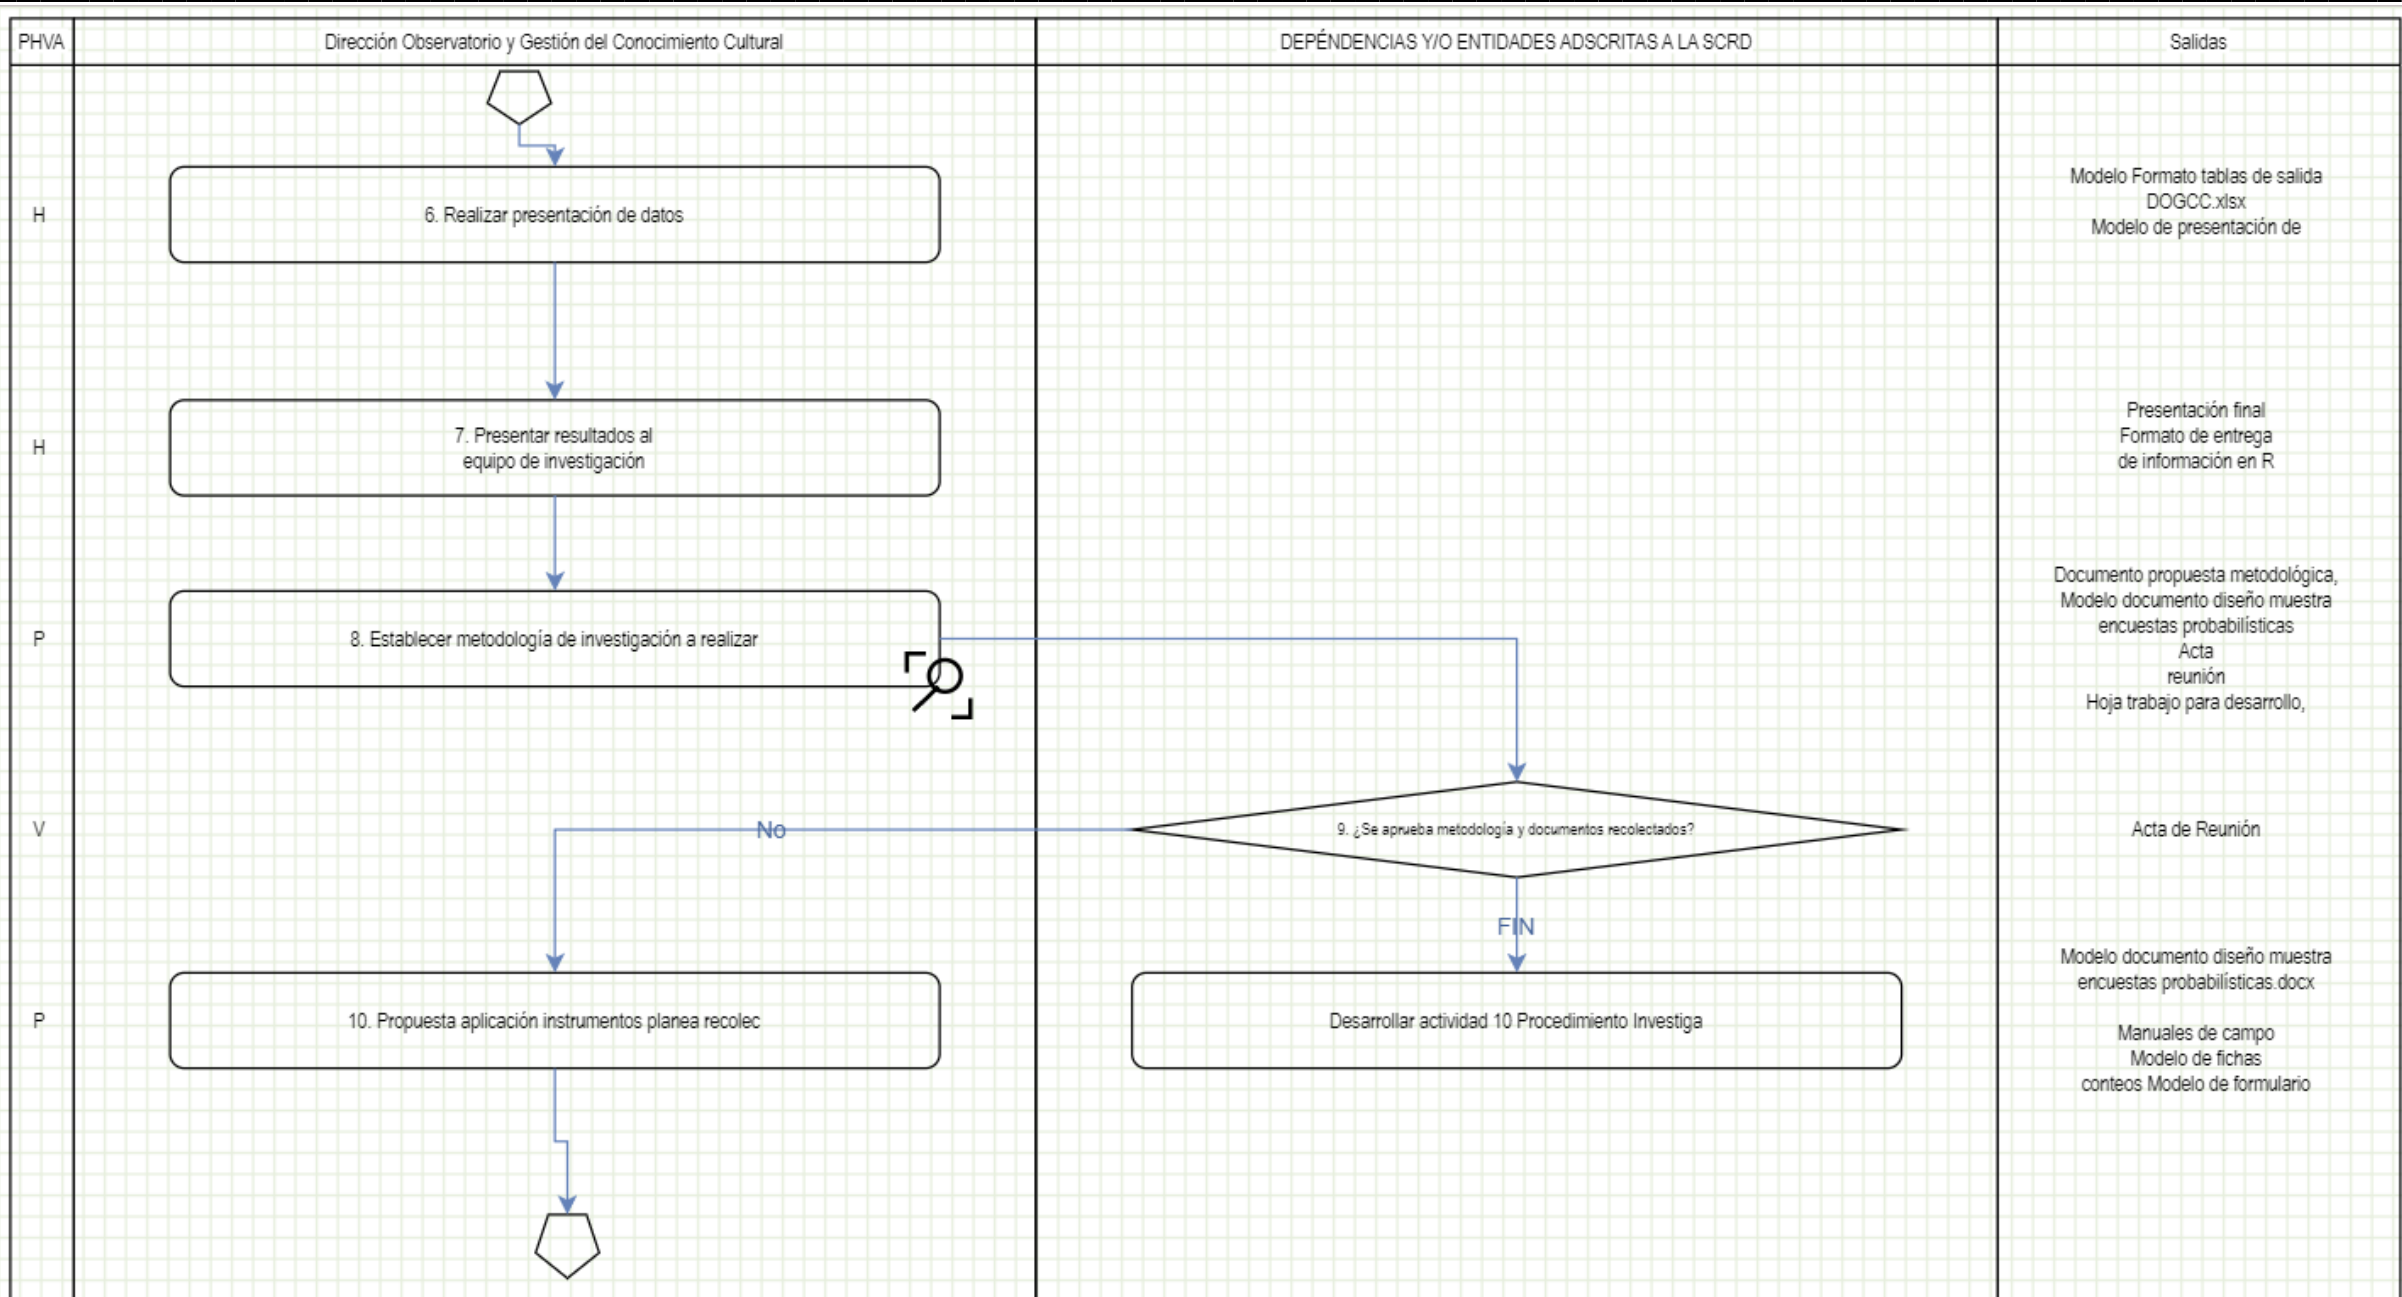 PHVA
Dirección Observatorio y Gestión del Conocimiento Cultural
DEPÉNDENCIAS Y/O ENTIDADES ADSCRITAS A LA SCRD
Salidas
H
6. Realizar presentación de datos
Modelo Formato tablas de salida
DOGCC.xlsx
Modelo de presentación de
H
7. Presentar resultados al
equipo de investigación
Presentación final
Formato de entrega
de información en R
P
8. Establecer metodología de investigación a realizar
Documento propuesta metodológica,
Modelo documento diseño muestra
encuestas probabilísticas
Acta
reunión
Hoja trabajo para desarrollo,
V
No
9. ¿Se aprueba metodología y documentos recolectados?
Acta de Reunión
FIN
P
10. Propuesta aplicación instrumentos planea recolec
Desarrollar actividad 10 Procedimiento Investiga
Modelo documento diseño muestra
encuestas probabilísticas.docx
Manuales de campo
Modelo de fichas
conteos Modelo de formulario